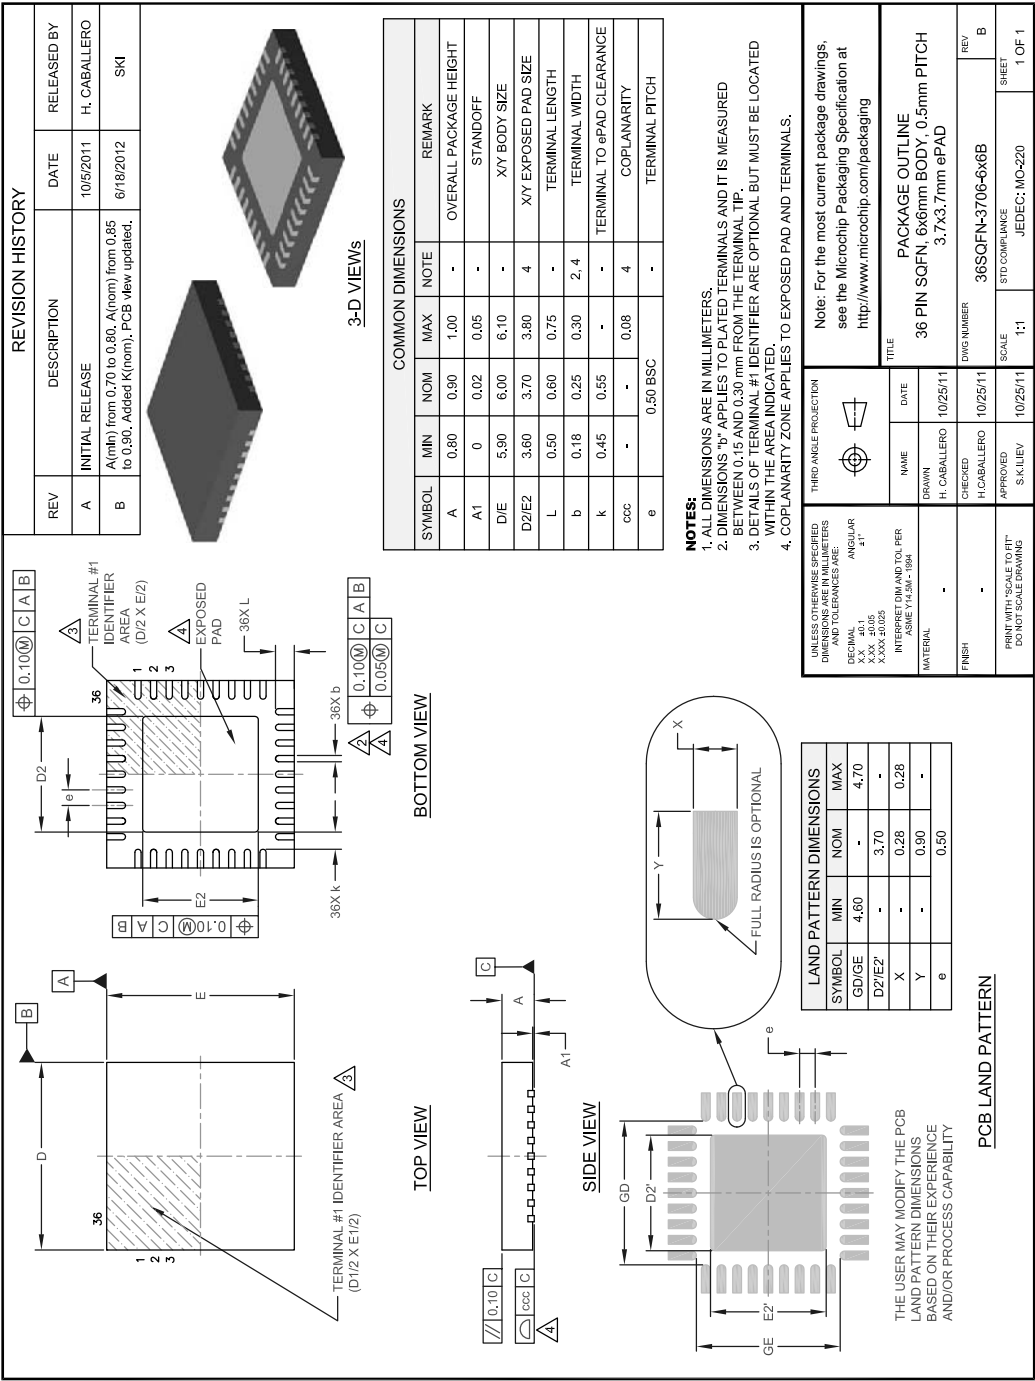 REVISION HISTORY
REV DESCRIPTION DATE RELEASED BY
A INITIAL RELEASE 10/5/2011 H. CABALLERO
B A(min) from 0.70 to 0.80. A(nom) from 0.85 to 0.90. Added K(nom). PCB view updated. 6/18/2012 SKI
3-D VIEWs
COMMON DIMENSIONS
SYMBOL MIN NOM MAX NOTE REMARK
A 0.80 0.90 1.00 - OVERALL PACKAGE HEIGHT
A1 0 0.02 0.05 - STANDOFF
D/E 5.90 6.00 6.10 - X/Y BODY SIZE
D2/E2 3.60 3.70 3.80 4 X/Y EXPOSED PAD SIZE
L 0.50 0.60 0.75 - TERMINAL LENGTH
b 0.18 0.25 0.30 2, 4 TERMINAL WIDTH
k 0.45 0.55 - - TERMINAL TO ePAD CLEARANCE
ccc - - 0.08 4 COPLANARITY
e 0.50 BSC - TERMINAL PITCH
NOTES:
1. ALL DIMENSIONS ARE IN MILLIMETERS.
2. DIMENSIONS "b" APPLIES TO PLATED TERMINALS AND IT IS MEASURED
BETWEEN 0.15 AND 0.30 mm FROM THE TERMINAL TIP.
3. DETAILS OF TERMINAL #1 IDENTIFIER ARE OPTIONAL BUT MUST BE LOCATED
WITHIN THE AREA INDICATED.
4. COPLANARITY ZONE APPLIES TO EXPOSED PAD AND TERMINALS.
B
A
D
E
36
1
2
3
TERMINAL #1 IDENTIFIER AREA
(D1/2 X E1/2)
3
TOP VIEW
⌖ 0.10Ⓜ C A B
3
TERMINAL #1
IDENTIFIER
AREA
(D/2 X E/2)
4
EXPOSED
PAD
36X L
D2
e
36
1
2
3
E2
⌖ 0.10Ⓜ C A B
36X k
36X b
2
4
⌖ 0.10Ⓜ C A B
0.05Ⓜ C
BOTTOM VIEW
// 0.10 C
ccc C
4
C
A
A1
SIDE VIEW
GD
D2'
GE
E2'
e
X
Y
FULL RADIUS IS OPTIONAL
THE USER MAY MODIFY THE PCB
LAND PATTERN DIMENSIONS
BASED ON THEIR EXPERIENCE
AND/OR PROCESS CAPABILITY
LAND PATTERN DIMENSIONS
SYMBOL MIN NOM MAX
GD/GE 4.60 - 4.70
D2'/E2' - 3.70 -
X - 0.28 0.28
Y - 0.90 -
e 0.50
PCB LAND PATTERN
UNLESS OTHERWISE SPECIFIED
DIMENSIONS ARE IN MILLIMETERS
AND TOLERANCES ARE:
DECIMAL ANGULAR
X.X ±0.1 ±1°
X.XX ±0.05
X.XXX ±0.025
INTERPRET DIM AND TOL PER
ASME Y14.5M - 1994
MATERIAL
-
FINISH
-
PRINT WITH "SCALE TO FIT"
DO NOT SCALE DRAWING
THIRD ANGLE PROJECTION
NAME DATE
DRAWN
H. CABALLERO 10/25/11
CHECKED
H.CABALLERO 10/25/11
APPROVED
S.K.ILIEV 10/25/11
Note: For the most current package drawings,
see the Microchip Packaging Specification at
http://www.microchip.com/packaging
TITLE
PACKAGE OUTLINE
36 PIN SQFN, 6x6mm BODY, 0.5mm PITCH
3.7x3.7mm ePAD
DWG NUMBER
36SQFN-3706-6x6B
REV
B
SCALE
1:1
STD COMPLIANCE
JEDEC: MO-220
SHEET
1 OF 1